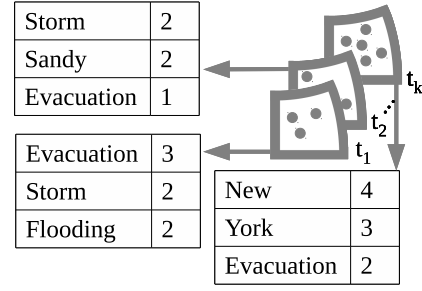 Storm 2
Sandy 2
Evacuation 1
tk
t2
t1
Evacuation 3
Storm 2
Flooding 2
New 4
York 3
Evacuation 2